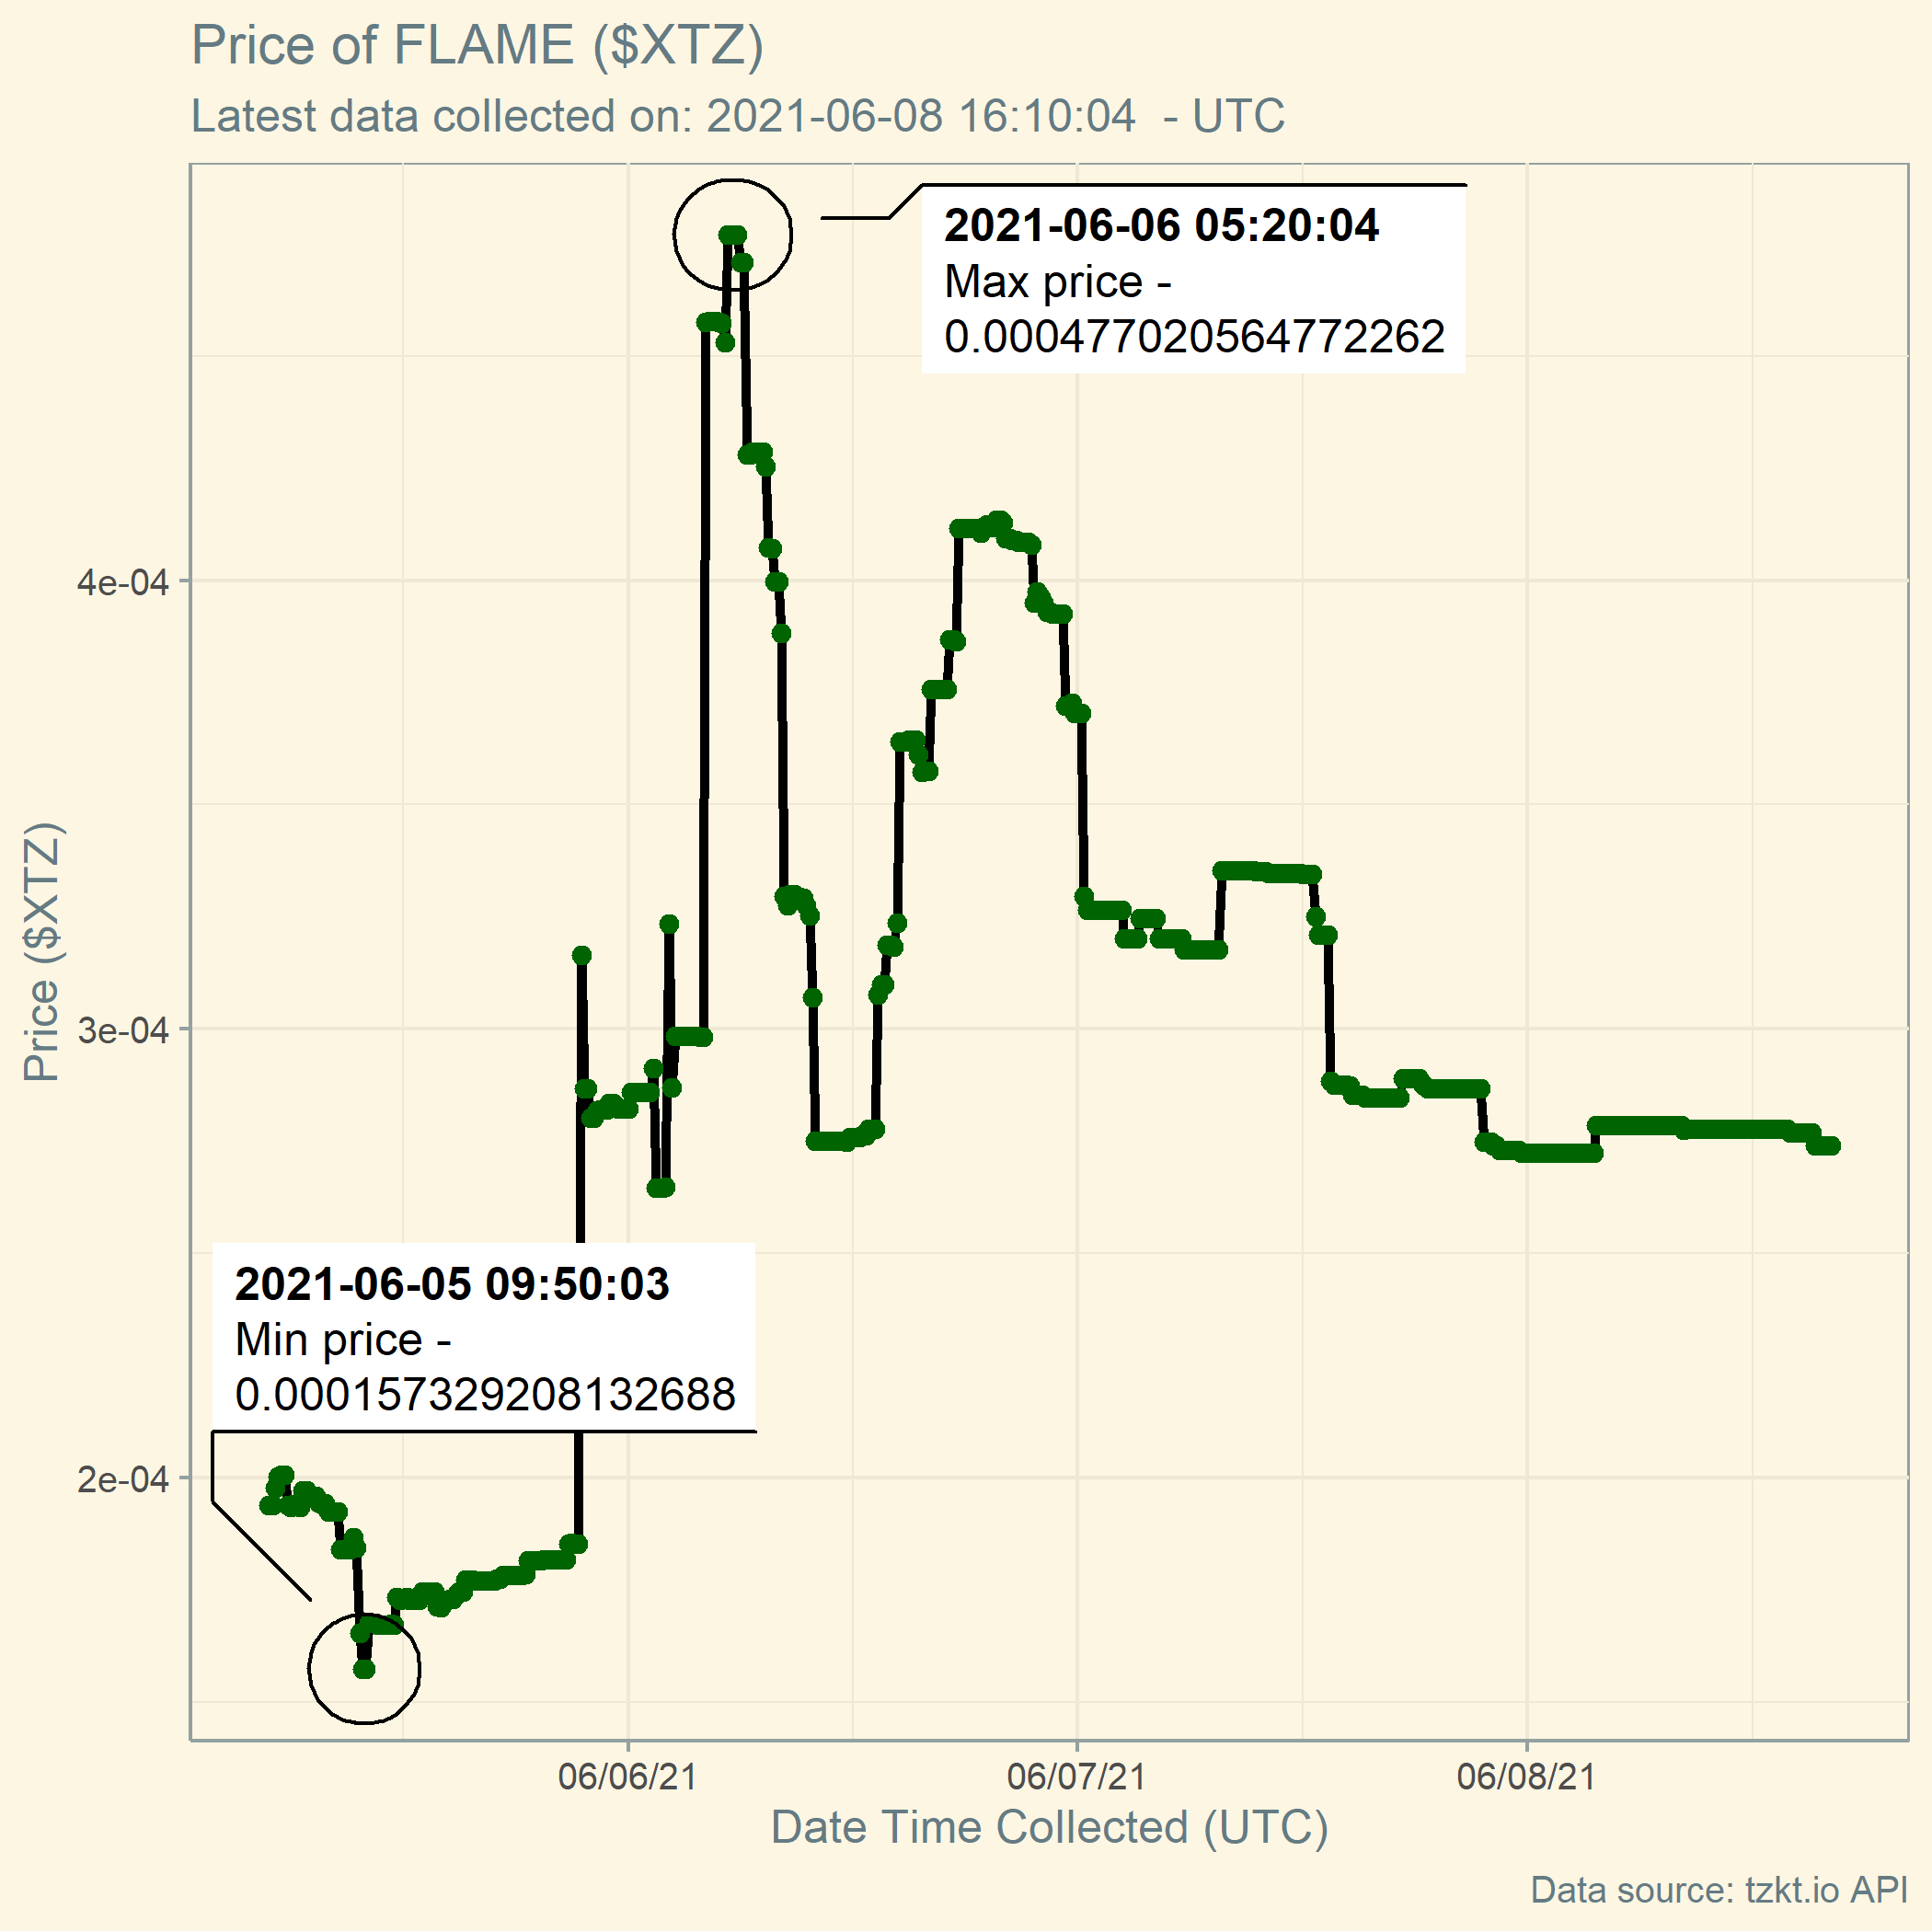 Price of FLAME ($XTZ)
Latest data collected on: 2021-06-08 16:10:04  - UTC
2021-06-06 05:20:04
Max price -
0.000477020564772262
4e-04
Price ($XTZ)
3e-04
2021-06-05 09:50:03
Min price -
0.000157329208132688
2e-04
06/06/21
06/07/21
06/08/21
Date Time Collected (UTC)
Data source: tzkt.io API